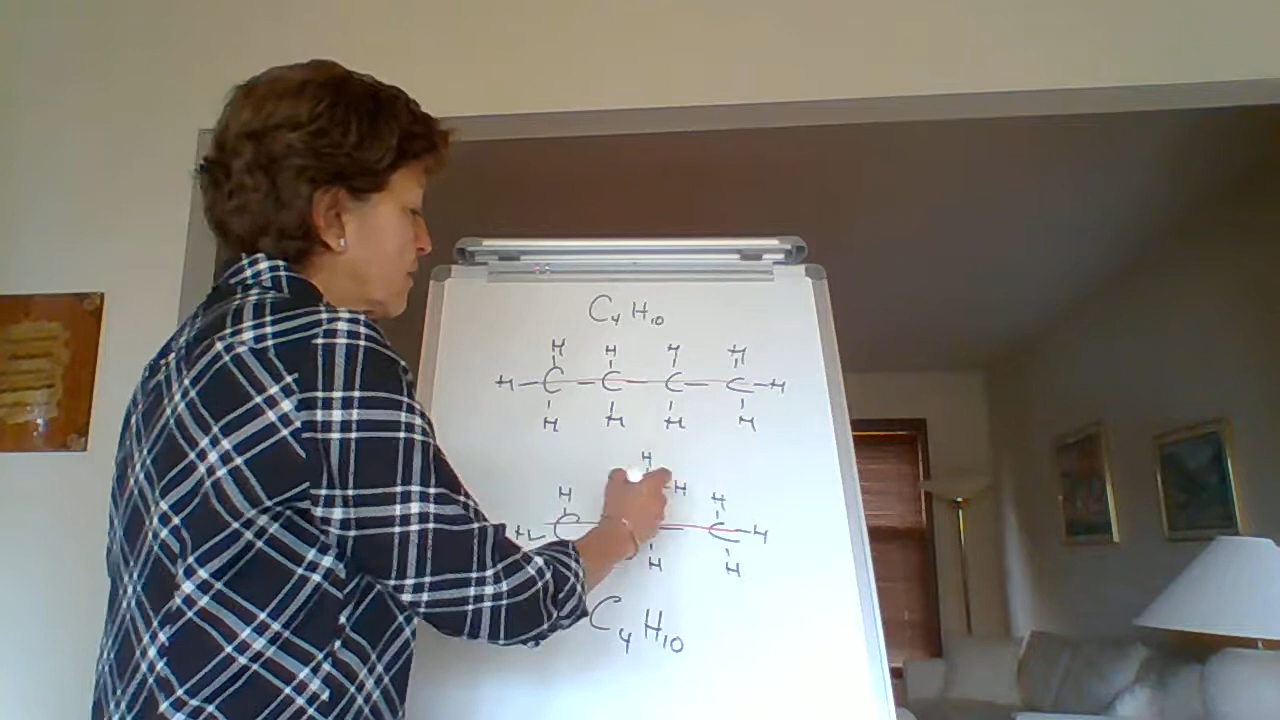 C₄H₁₀
H H H H
H-C-C-C-C-H
H H H H
H
H H H
H C C H
H H
C₄H₁₀